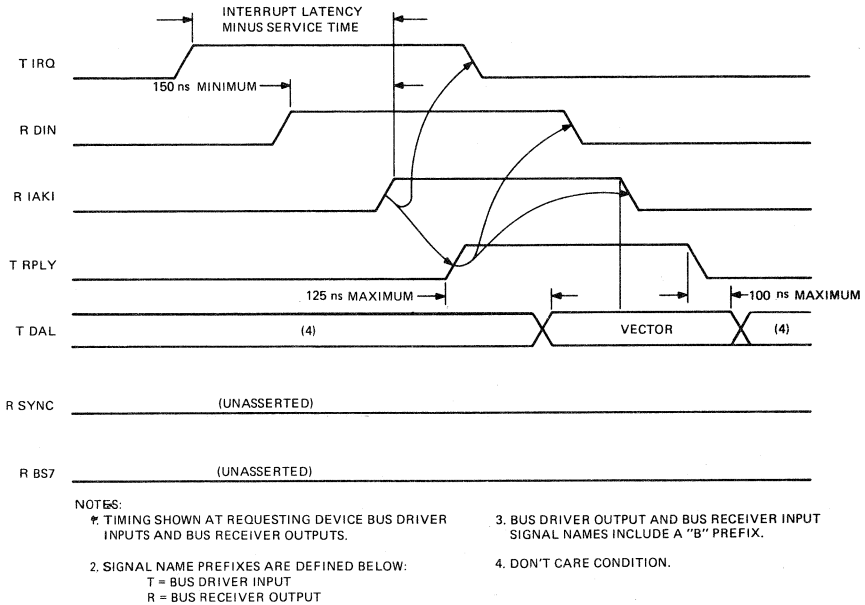 INTERRUPT LATENCY
MINUS SERVICE TIME
T IRQ
150 ns MINIMUM
R DIN
R IAKI
T RPLY
125 ns MAXIMUM
100 ns MAXIMUM
T DAL
(4)
VECTOR
(4)
R SYNC
(UNASSERTED)
R BS7
(UNASSERTED)
NOTES:
1. TIMING SHOWN AT REQUESTING DEVICE BUS DRIVER
INPUTS AND BUS RECEIVER OUTPUTS.
2. SIGNAL NAME PREFIXES ARE DEFINED BELOW:
T = BUS DRIVER INPUT
R = BUS RECEIVER OUTPUT
3. BUS DRIVER OUTPUT AND BUS RECEIVER INPUT
SIGNAL NAMES INCLUDE A "B" PREFIX.
4. DON'T CARE CONDITION.